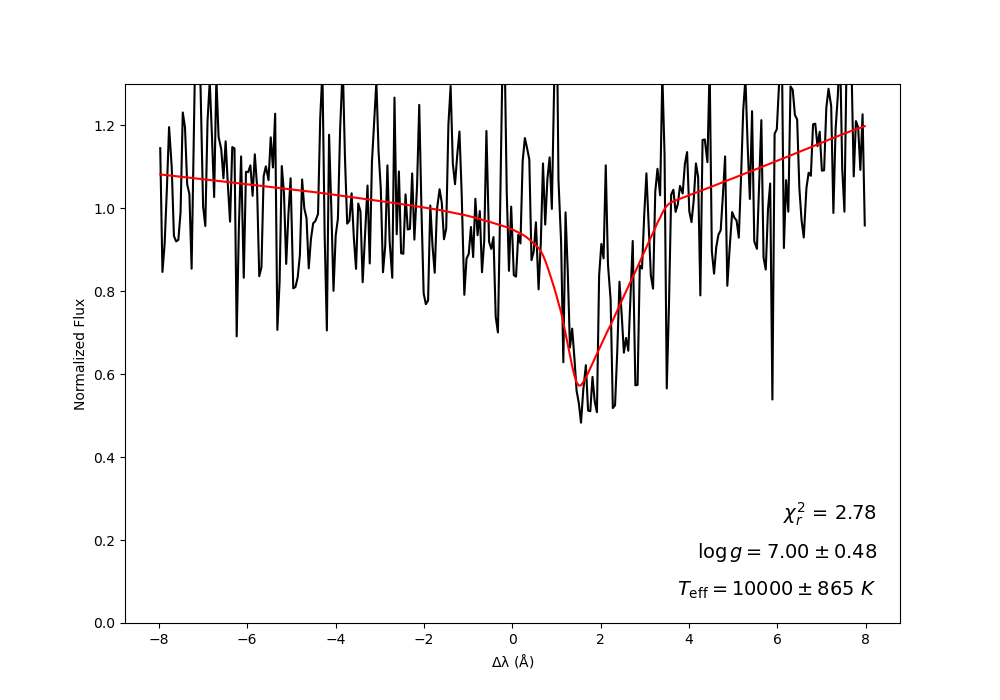 1.2
1.0
0.8
0.6
0.4
0.2
0.0
Normalized Flux
χ²ᵣ = 2.78
log g = 7.00 ± 0.48
T_eff = 10000 ± 865 K
−8 −6 −4 −2 0 2 4 6 8
Δλ (Å)